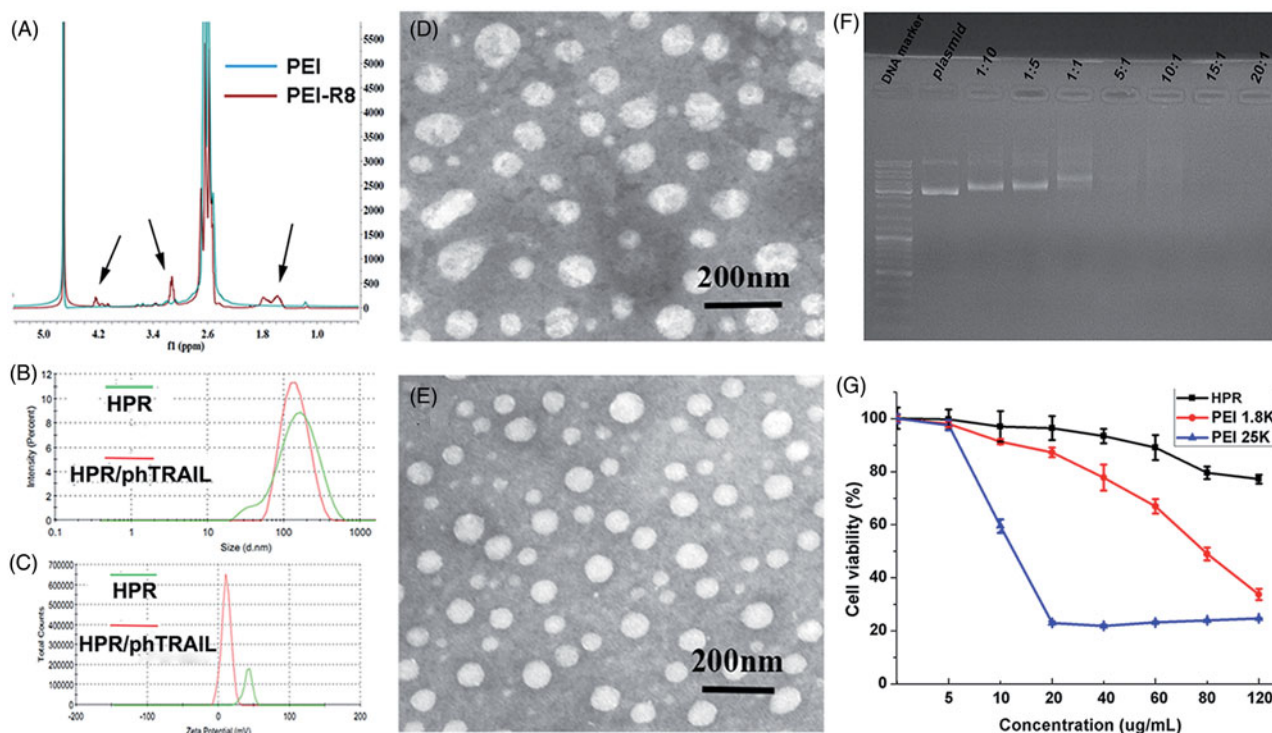 (A)
PEI
PEI-R8
5500
5000
4500
4000
3500
3000
2500
2000
1500
1000
500
0
5.0 4.2 3.4 2.6 1.8 1.0
f1 (ppm)
(B)
HPR
HPR/phTRAIL
Intensity (Percent)
12
10
8
6
4
2
0
0.1 1 10 100 1000
Size (d.nm)
(C)
HPR
HPR/phTRAIL
Total Counts
700000
600000
500000
400000
300000
200000
100000
0
-200 -100 0 100 200
Zeta Potential (mV)
(D)
200nm
(E)
200nm
(F)
DNA marker
plasmid
1:10
1:5
1:1
5:1
10:1
15:1
20:1
(G)
HPR
PEI 1.8K
PEI 25K
Cell viability (%)
100
80
60
40
20
0
5 10 20 40 60 80 120
Concentration (ug/mL)